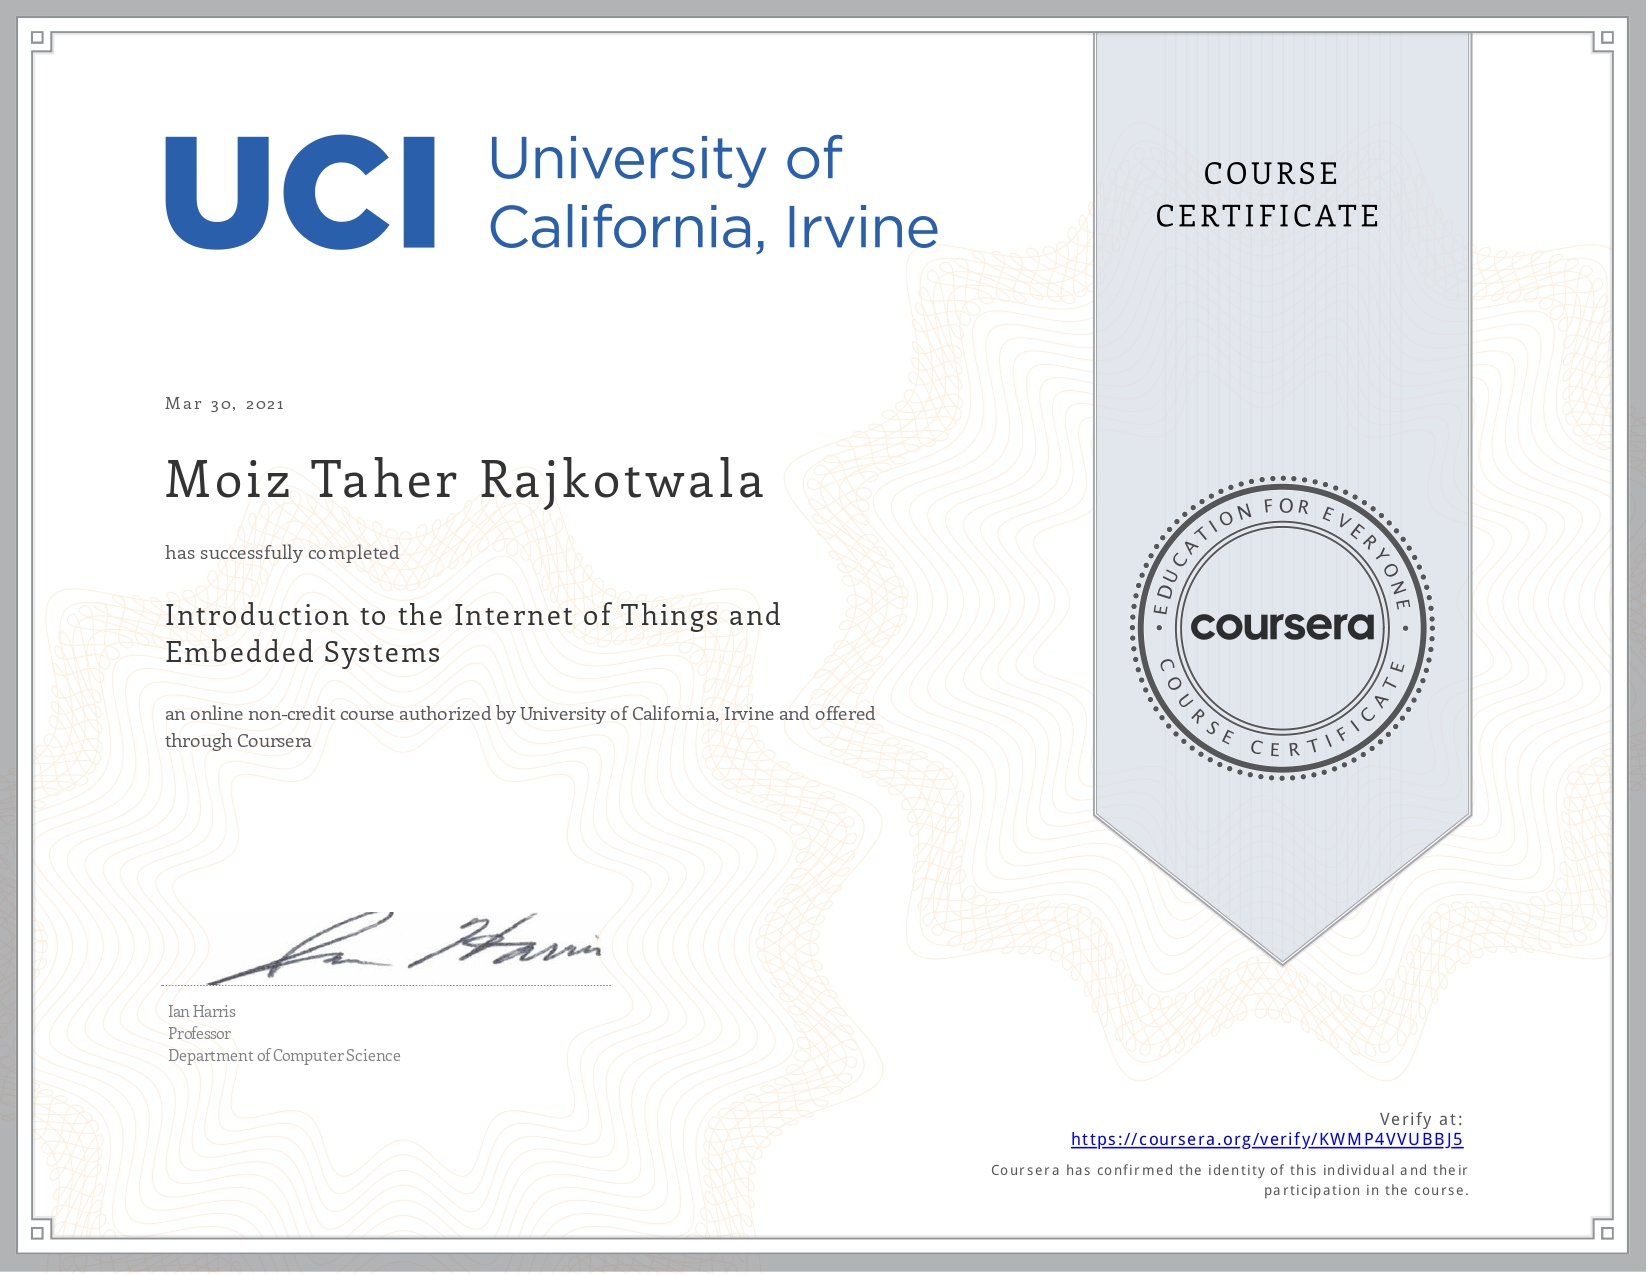 UCI University of
California, Irvine
COURSE
CERTIFICATE
Mar 30, 2021
Moiz Taher Rajkotwala
has successfully completed
Introduction to the Internet of Things and
Embedded Systems
an online non-credit course authorized by University of California, Irvine and offered
through Coursera
EDUCATION FOR EVERYONE
coursera
COURSE CERTIFICATE
Ian Harris
Ian Harris
Professor
Department of Computer Science
Verify at:
https://coursera.org/verify/KWMP4VVUBBJ5
Coursera has confirmed the identity of this individual and their
participation in the course.